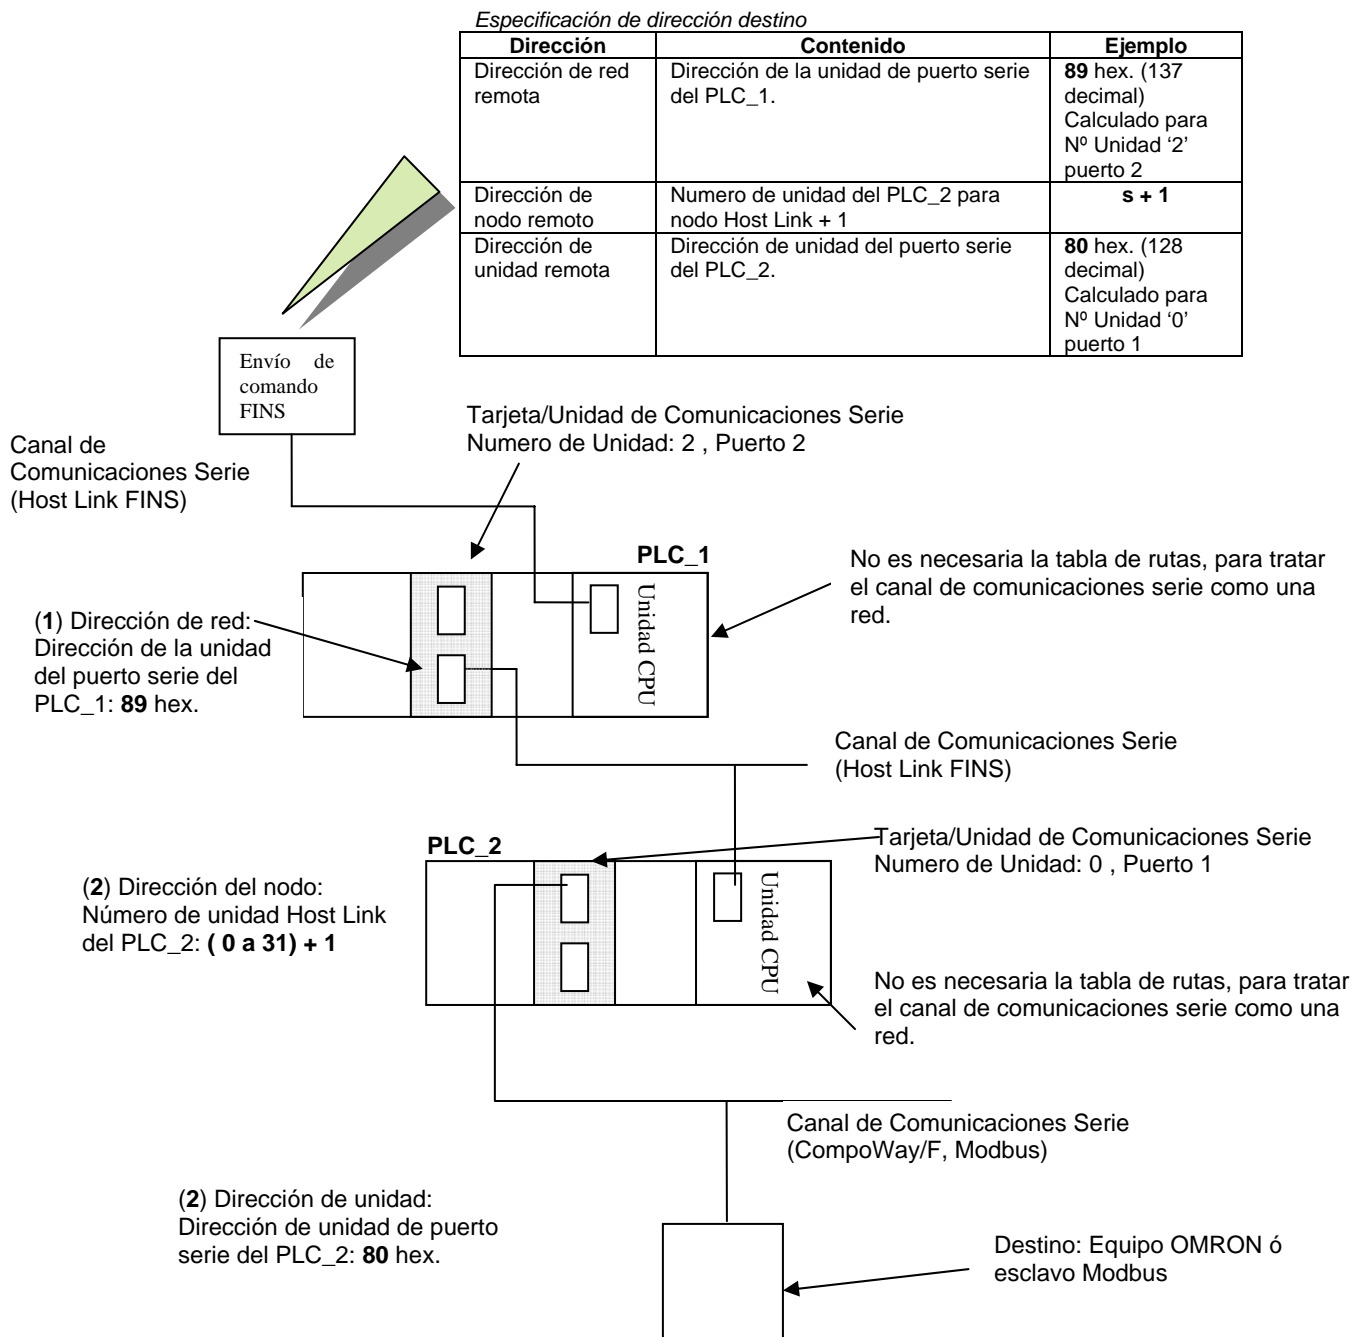 Especificación de dirección destino
Dirección Contenido Ejemplo
Dirección de red remota Dirección de la unidad de puerto serie del PLC_1. 89 hex. (137 decimal) Calculado para Nº Unidad ‘2’ puerto 2
Dirección de nodo remoto Numero de unidad del PLC_2 para nodo Host Link + 1 s + 1
Dirección de unidad remota Dirección de unidad del puerto serie del PLC_2. 80 hex. (128 decimal) Calculado para Nº Unidad ‘0’ puerto 1
Envío de
comando
FINS
Canal de
Comunicaciones Serie
(Host Link FINS)
Tarjeta/Unidad de Comunicaciones Serie
Numero de Unidad: 2 , Puerto 2
PLC_1
Unidad CPU
No es necesaria la tabla de rutas, para tratar
el canal de comunicaciones serie como una
red.
(1) Dirección de red:
Dirección de la unidad
del puerto serie del
PLC_1: 89 hex.
Canal de Comunicaciones Serie
(Host Link FINS)
PLC_2
Tarjeta/Unidad de Comunicaciones Serie
Numero de Unidad: 0 , Puerto 1
Unidad CPU
(2) Dirección del nodo:
Número de unidad Host Link
del PLC_2: ( 0 a 31) + 1
No es necesaria la tabla de rutas, para tratar
el canal de comunicaciones serie como una
red.
Canal de Comunicaciones Serie
(CompoWay/F, Modbus)
(2) Dirección de unidad:
Dirección de unidad de puerto
serie del PLC_2: 80 hex.
Destino: Equipo OMRON ó
esclavo Modbus